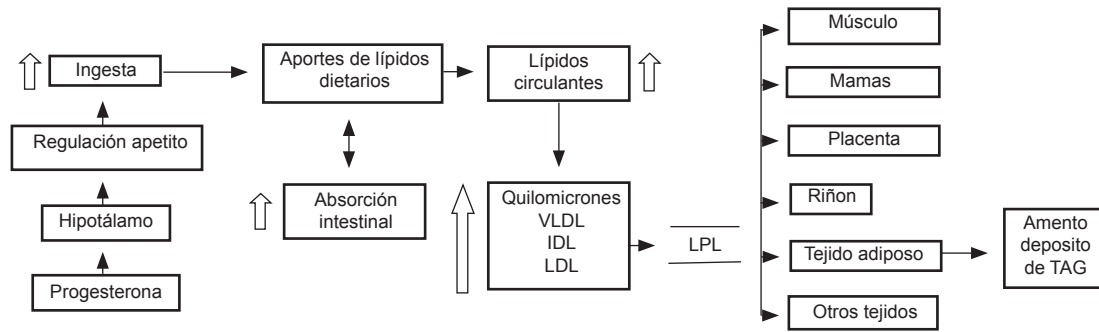 Ingesta
Regulación apetito
Hipotálamo
Progesterona
Aportes de lípidos
dietarios
Absorción
intestinal
Lípidos
circulantes
Quilomicrones
VLDL
IDL
LDL
LPL
Músculo
Mamas
Placenta
Riñon
Tejido adiposo
Otros tejidos
Amento
deposito
de TAG